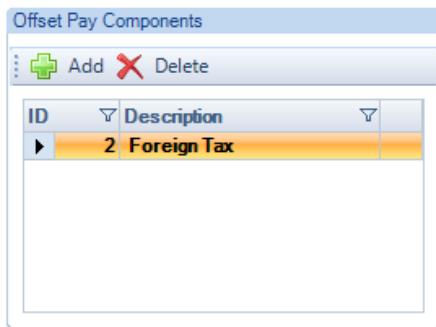 Offset Pay Components
Add Delete
ID Description
2 Foreign Tax